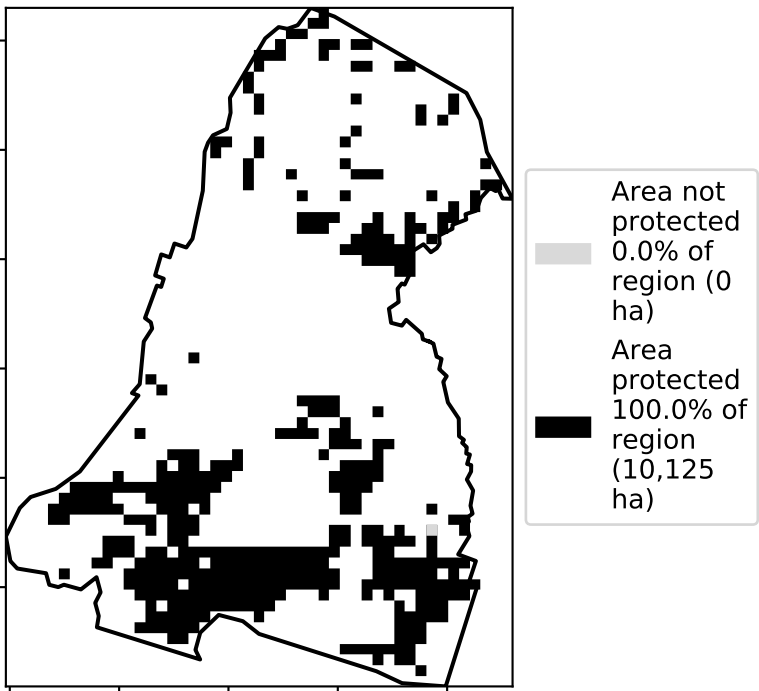 Area not
protected
0.0% of
region (0
ha)
Area
protected
100.0% of
region
(10,125
ha)